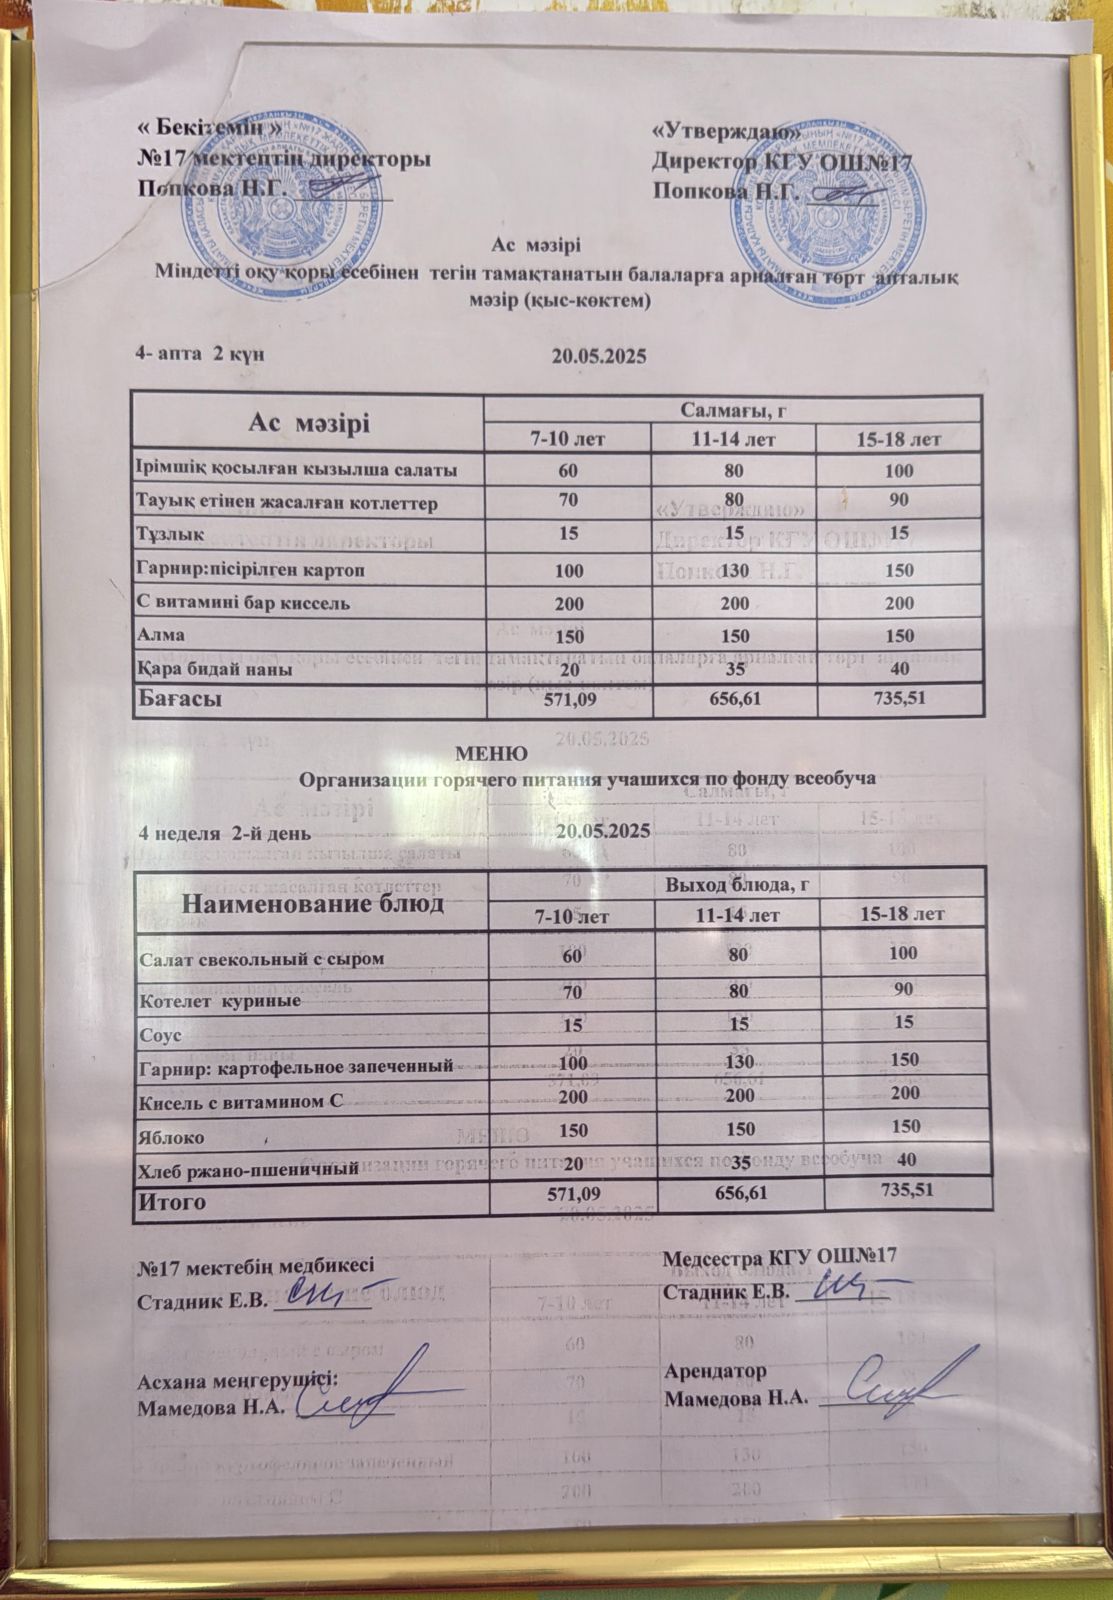 « Бекітемін »
№17 мектептің директоры
Попкова Н.Г.
«Утверждаю»
Директор КГУ ОШ№17
Попкова Н.Г.
Ас мәзірі
Міндетті оқу қоры есебінен тегін тамақтанатын балаларға арналған төрт апталық
мәзір (қыс-көктем)
4- апта 2 күн 20.05.2025
Ас мәзірі Салмағы, г
7-10 лет 11-14 лет 15-18 лет
Ірімшік қосылған кызылша салаты 60 80 100
Тауық етінен жасалған котлеттер 70 80 90
Тұзлык 15 15 15
Гарнир:пісірілген картоп 100 130 150
С витамині бар киссель 200 200 200
Алма 150 150 150
Қара бидай наны 20 35 40
Бағасы 571,09 656,61 735,51
МЕНЮ
Организации горячего питания учашихся по фонду всеобуча
4 неделя 2-й день 20.05.2025
Наименование блюд Выход блюда, г
7-10 лет 11-14 лет 15-18 лет
Салат свекольный с сыром 60 80 100
Котелет куриные 70 80 90
Соус 15 15 15
Гарнир: картофельное запеченный 100 130 150
Кисель с витамином С 200 200 200
Яблоко 150 150 150
Хлеб ржано-пшеничный 20 35 40
Итого 571,09 656,61 735,51
№17 мектебің медбикесі
Стадник Е.В.
Медсестра КГУ ОШ№17
Стадник Е.В.
Асхана меңгерушісі:
Мамедова Н.А.
Арендатор
Мамедова Н.А.